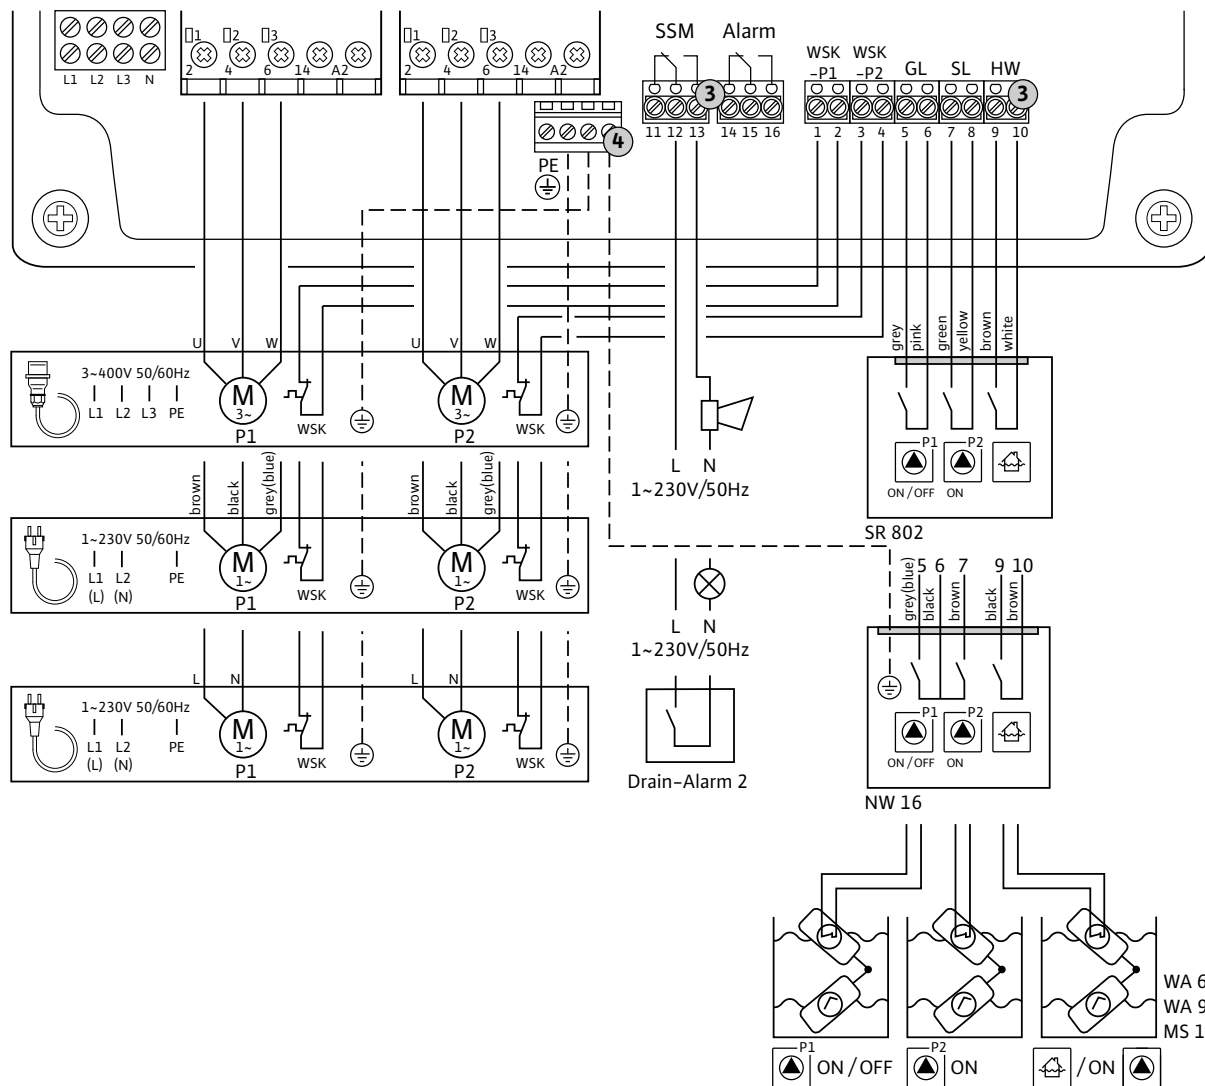 SSM Alarm
1 2 3 1 2 3
WSK -P1 WSK -P2 GL SL HW
2 4 6 14 A2 2 4 6 14 A2
L1 L2 L3 N
3 3
11 12 13 14 15 16 1 2 3 4 5 6 7 8 9 10
4
PE
grey pink green yellow brown white
U V W U V W
3~400V 50/60Hz
L1 L2 L3 PE
M 3~ M 3~
P1 WSK P2 WSK
P1 P2
ON/OFF ON
L N
1~230V/50Hz
SR 802
brown black grey(blue) brown black grey(blue)
1~230V 50/60Hz
L1 L2 PE
(L) (N)
M 1~ M 1~
P1 WSK P2 WSK
5 6 7 9 10
grey(blue) black brown black brown
L N
1~230V/50Hz
L N L N
1~230V 50/60Hz
L1 L2 PE
(L) (N)
M 1~ M 1~
P1 WSK P2 WSK
Drain-Alarm 2
P1 P2
ON/OFF ON
NW 16
WA 6
WA 9
MS 1
P1 ON/OFF P2 ON /ON